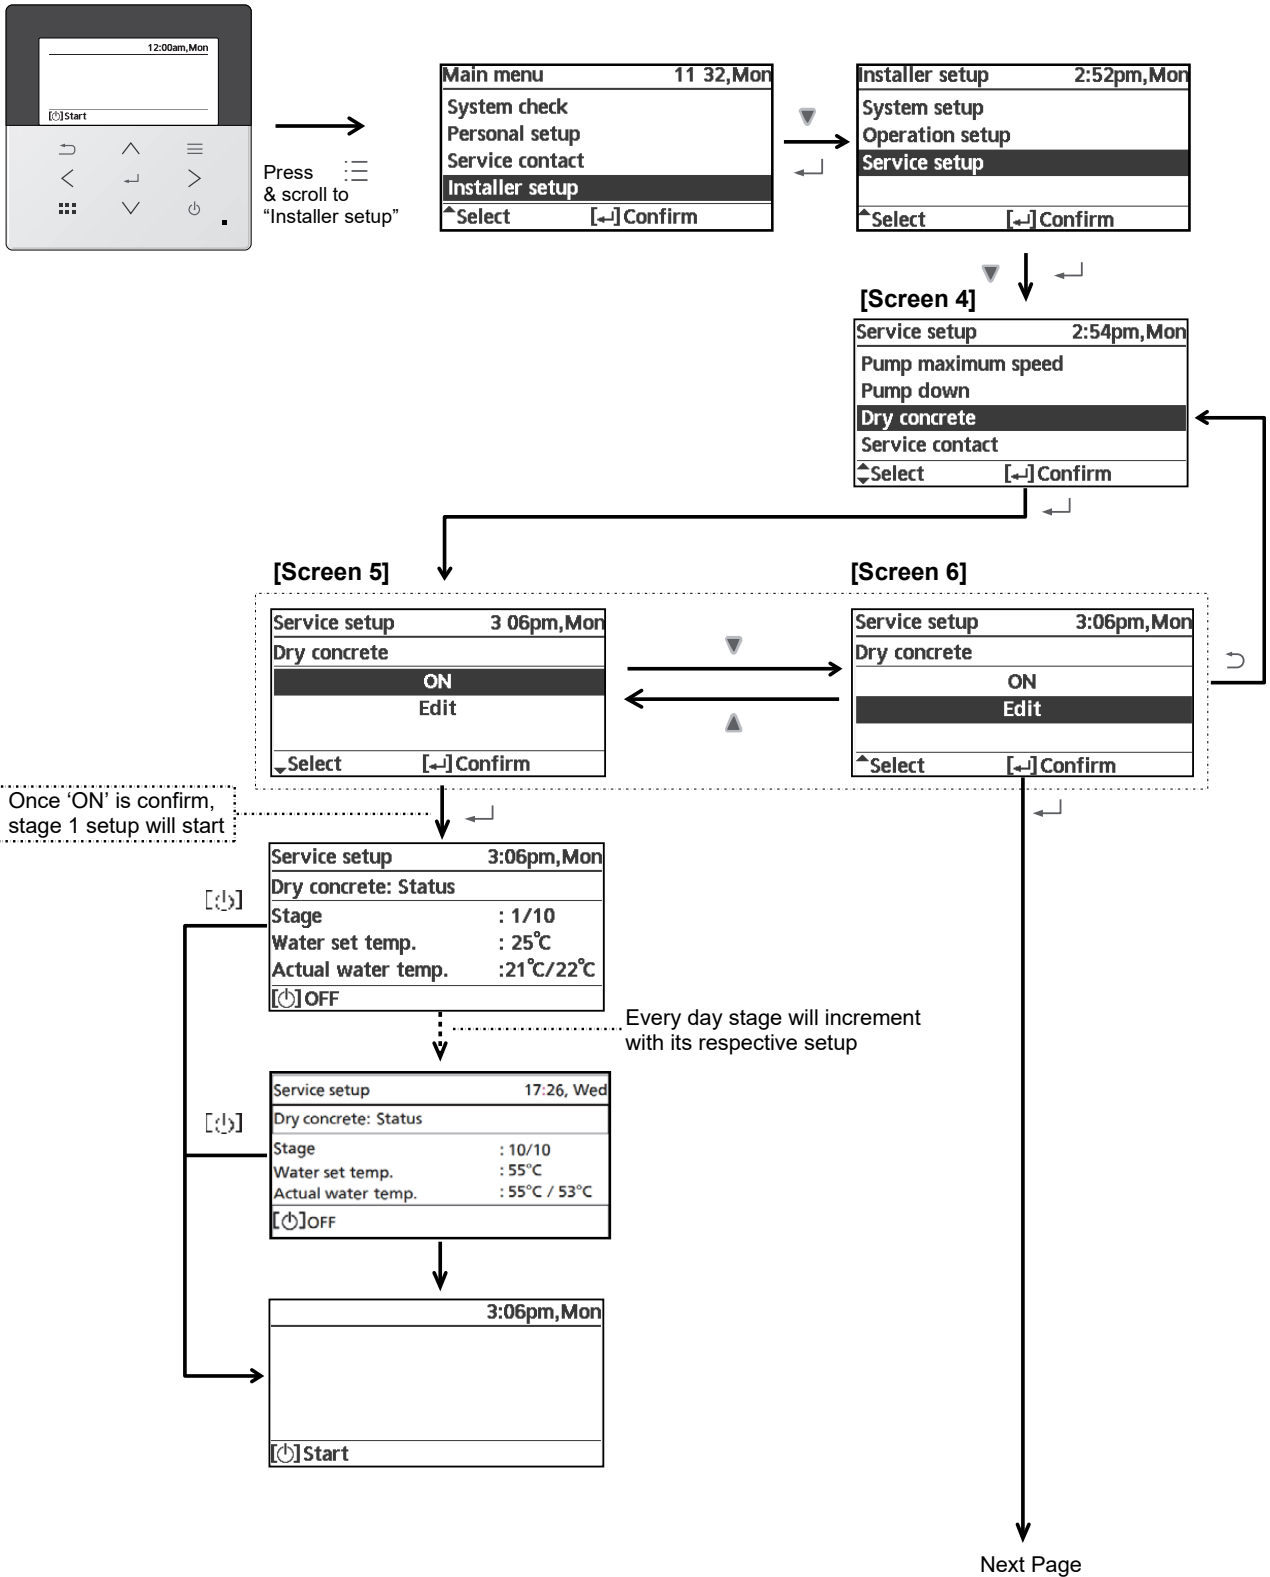 12:00am,Mon
[⏻]Start
Press
& scroll to
“Installer setup”
Main menu 11 32,Mon
System check
Personal setup
Service contact
Installer setup
Select [↵]Confirm
Installer setup 2:52pm,Mon
System setup
Operation setup
Service setup
Select [↵]Confirm
[Screen 4]
Service setup 2:54pm,Mon
Pump maximum speed
Pump down
Dry concrete
Service contact
Select [↵]Confirm
[Screen 5]
Service setup 3 06pm,Mon
Dry concrete
ON
Edit
Select [↵]Confirm
[Screen 6]
Service setup 3:06pm,Mon
Dry concrete
ON
Edit
Select [↵]Confirm
Once ‘ON’ is confirm,
stage 1 setup will start
Service setup 3:06pm,Mon
Dry concrete: Status
Stage : 1/10
Water set temp. : 25°C
Actual water temp. :21°C/22°C
[⏻]OFF
[⏻]
Every day stage will increment
with its respective setup
Service setup 17:26, Wed
Dry concrete: Status
Stage : 10/10
Water set temp. : 55°C
Actual water temp. : 55°C / 53°C
[⏻]OFF
[⏻]
3:06pm,Mon
[⏻]Start
Next Page